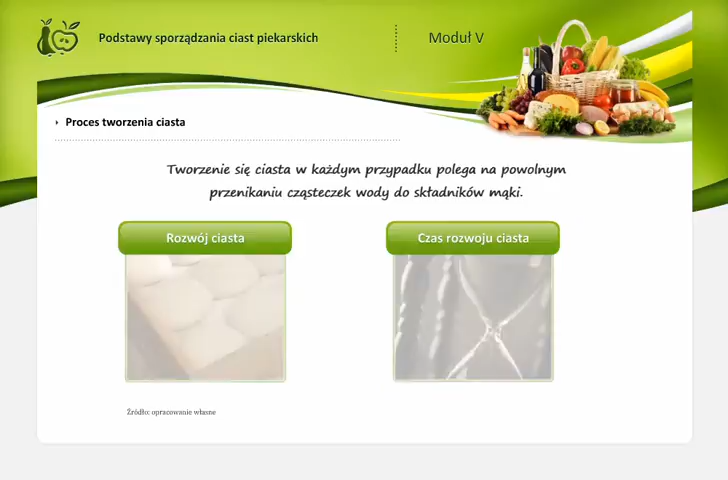 Podstawy sporządzania ciast piekarskich
Moduł V
Proces tworzenia ciasta
Tworzenie się ciasta w każdym przypadku polega na powolnym
przenikaniu cząsteczek wody do składników mąki.
Rozwój ciasta
Czas rozwoju ciasta
Źródło: opracowanie własne